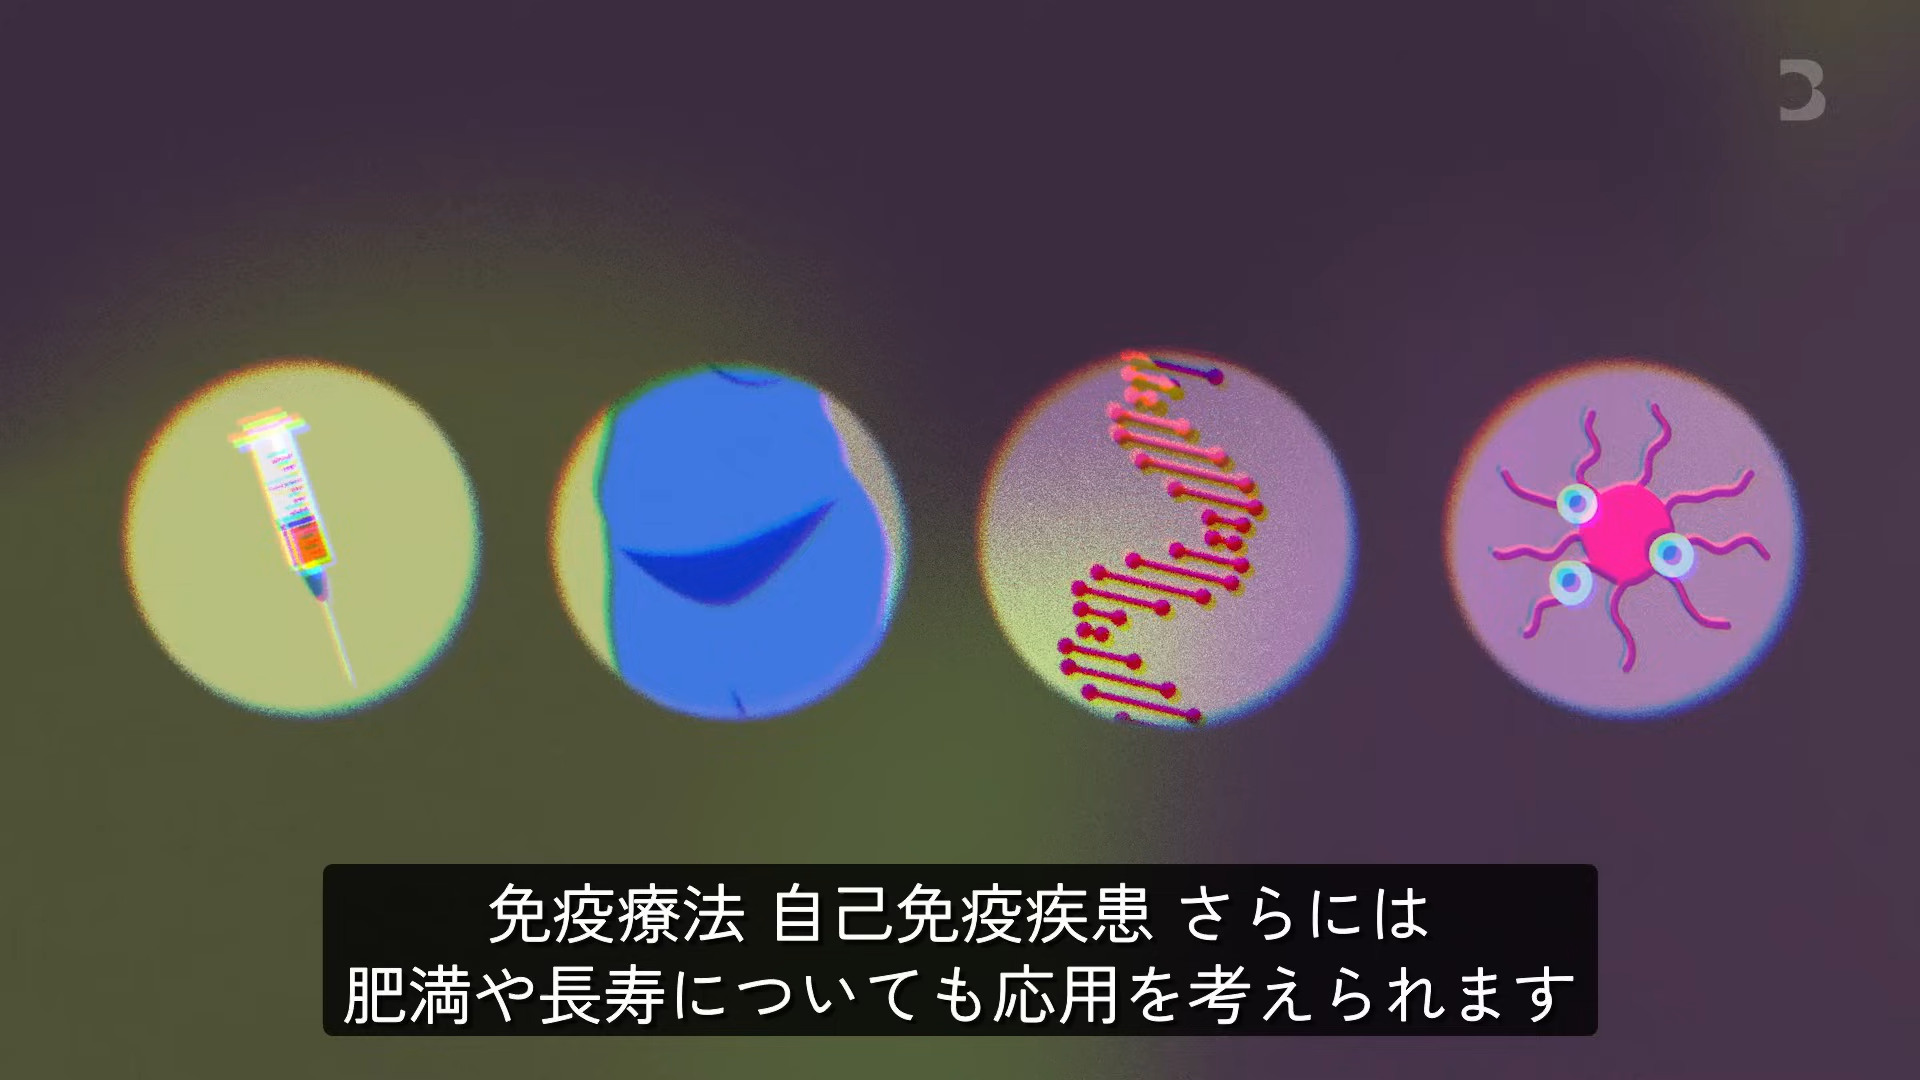 3
免疫療法 自己免疫疾患 さらには
肥満や長寿についても応用を考えられます